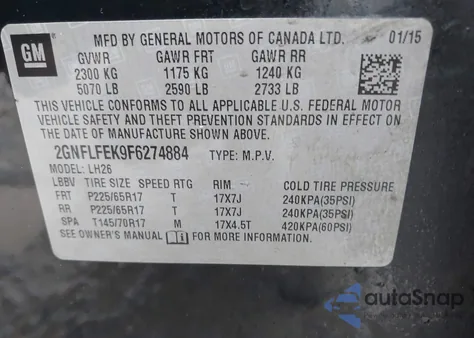 GM
MFD BY GENERAL MOTORS OF CANADA LTD. 01/15
GVWR GAWR FRT GAWR RR
2300 KG 1175 KG 1240 KG
5070 LB 2590 LB 2733 LB
THIS VEHICLE CONFORMS TO ALL APPLICABLE U.S. FEDERAL MOTOR
VEHICLE SAFETY AND THEFT PREVENTION STANDARDS IN EFFECT ON
THE DATE OF MANUFACTURE SHOWN ABOVE.
2GNFLFEK9F6274884 TYPE: M.P.V.
MODEL: LH26
LBBV TIRE SIZE SPEED RTG RIM COLD TIRE PRESSURE
FRT P225/65R17 T 17X7J 240KPA(35PSI)
RR P225/65R17 T 17X7J 240KPA(35PSI)
SPA T145/70R17 M 17X4.5T 420KPA(60PSI)
SEE OWNER'S MANUAL FOR MORE INFORMATION.
autoSnap